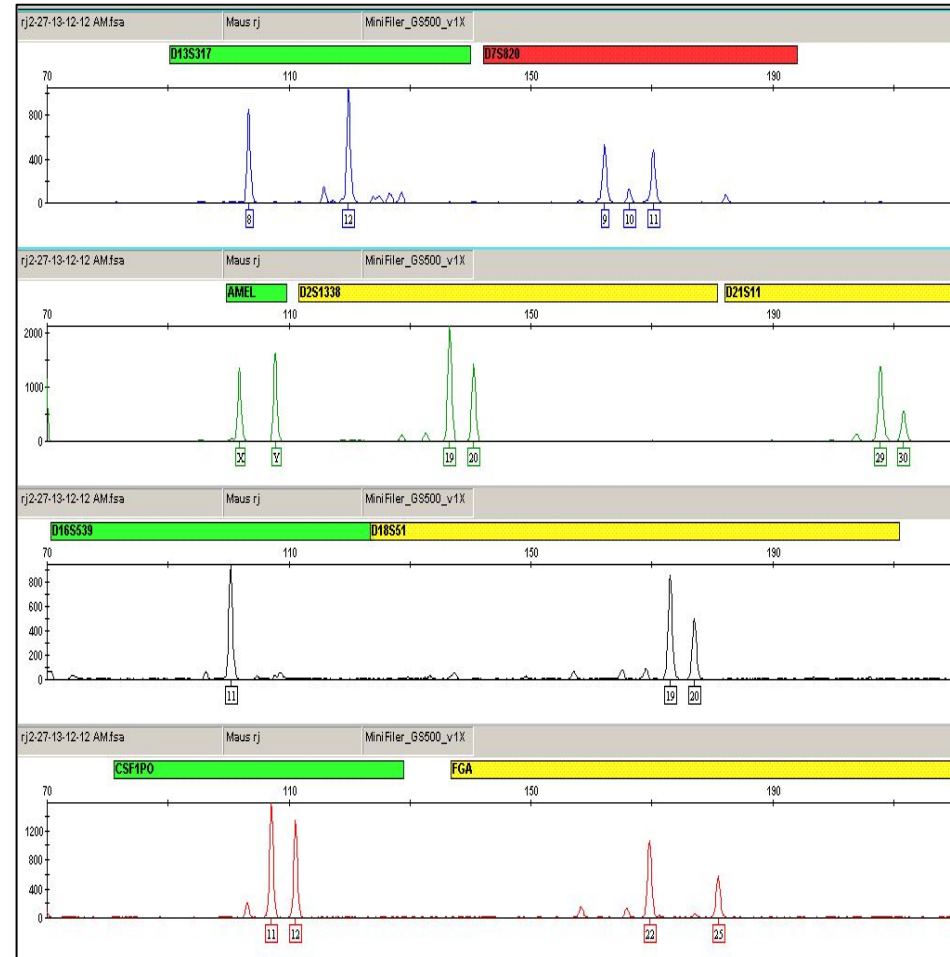 rj2-27-13-12-12 AM.fsa Maus rj MiniFiler_GS500_v1X
D13S317 D7S820
70 110 150 190
800
400
0
8 12 9 10 11
rj2-27-13-12-12 AM.fsa Maus rj MiniFiler_GS500_v1X
AMEL D2S1338 D21S11
70 110 150 190
2000
1000
0
X Y 19 20 29 30
rj2-27-13-12-12 AM.fsa Maus rj MiniFiler_GS500_v1X
D16S539 D18S51
70 110 150 190
800
600
400
200
0
11 19 20
rj2-27-13-12-12 AM.fsa Maus rj MiniFiler_GS500_v1X
CSF1PO FGA
70 110 150 190
1200
800
400
0
11 12 22 25